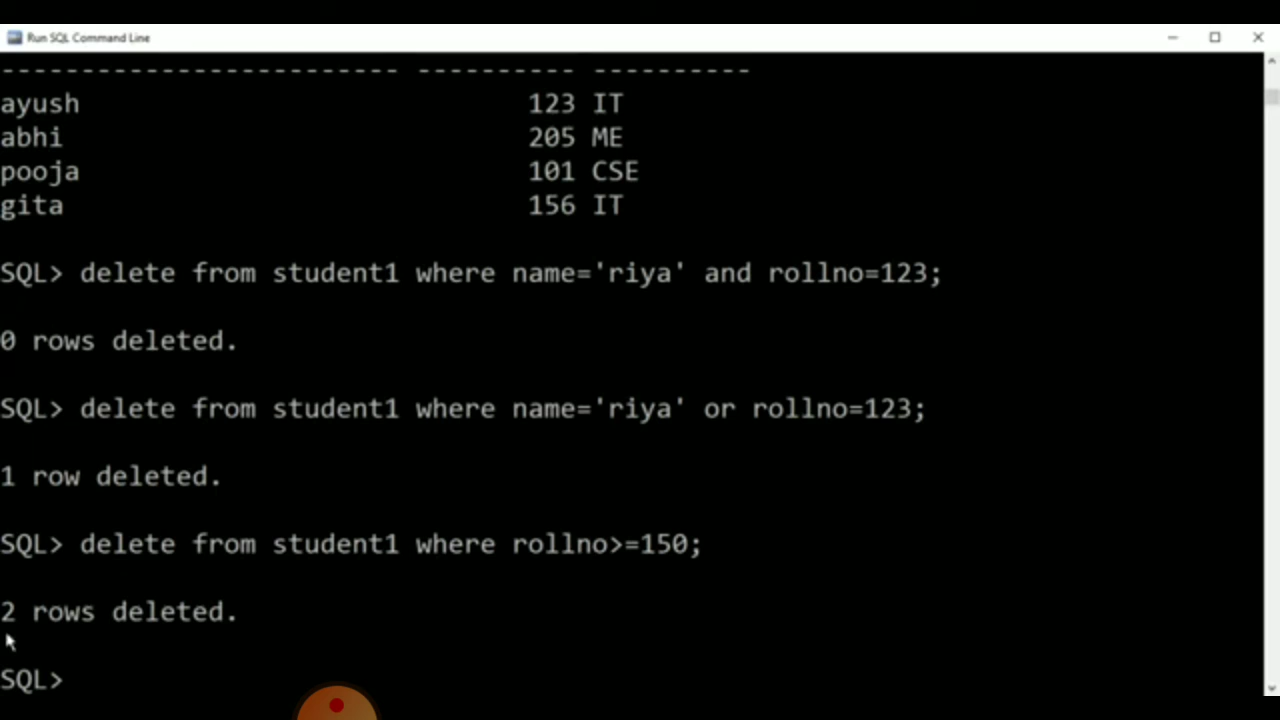 Run SQL Command Line
-------------------------- ---------- ----------
ayush 123 IT
abhi 205 ME
pooja 101 CSE
gita 156 IT
SQL> delete from student1 where name='riya' and rollno=123;
0 rows deleted.
SQL> delete from student1 where name='riya' or rollno=123;
1 row deleted.
SQL> delete from student1 where rollno>=150;
2 rows deleted.
SQL>